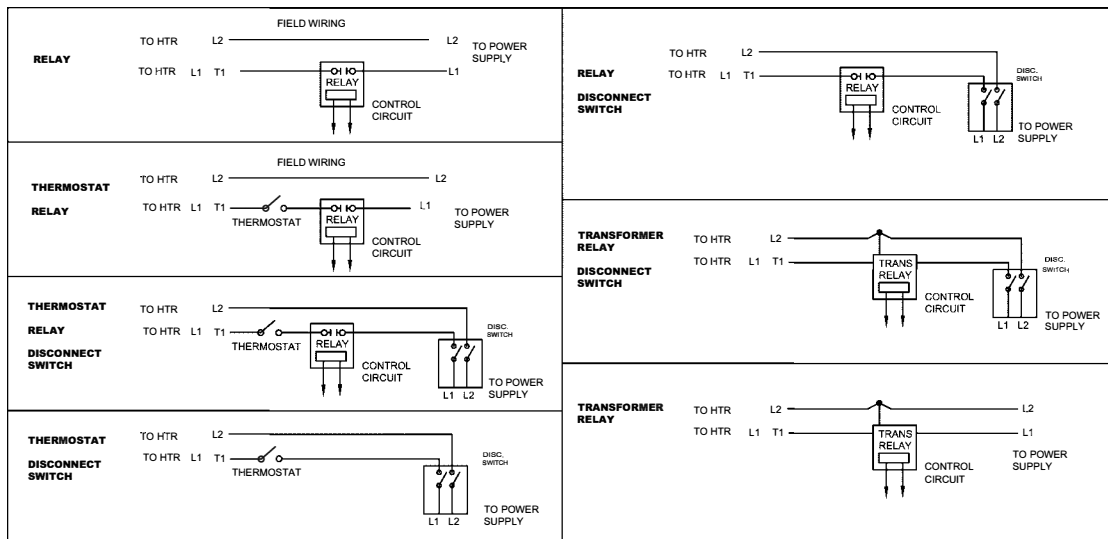 RELAY
FIELD WIRING
TO HTR L2 L2
TO POWER
SUPPLY
TO HTR L1 T1 L1
RELAY
CONTROL
CIRCUIT
THERMOSTAT
RELAY
FIELD WIRING
TO HTR L2 L2
TO HTR L1 T1 L1
THERMOSTAT
RELAY
TO POWER
SUPPLY
CONTROL
CIRCUIT
THERMOSTAT
RELAY
DISCONNECT
SWITCH
TO HTR L2
TO HTR L1 T1
THERMOSTAT
RELAY
DISC.
SWITCH
CONTROL
CIRCUIT
L1 L2
TO POWER
SUPPLY
THERMOSTAT
DISCONNECT
SWITCH
TO HTR L2
TO HTR L1 T1
THERMOSTAT
DISC.
SWITCH
L1 L2
TO POWER
SUPPLY
RELAY
DISCONNECT
SWITCH
L2
TO HTR L1 T1
RELAY
DISC.
SWITCH
CONTROL
CIRCUIT
L1 L2
TO POWER
SUPPLY
TRANSFORMER
RELAY
DISCONNECT
SWITCH
TO HTR L2
TO HTR L1 T1
TRANS
RELAY
DISC.
SWITCH
CONTROL
CIRCUIT
L1 L2
TO POWER
SUPPLY
TRANSFORMER
RELAY
TO HTR L2 L2
TO HTR L1 T1 L1
TRANS
RELAY
TO POWER
SUPPLY
CONTROL
CIRCUIT